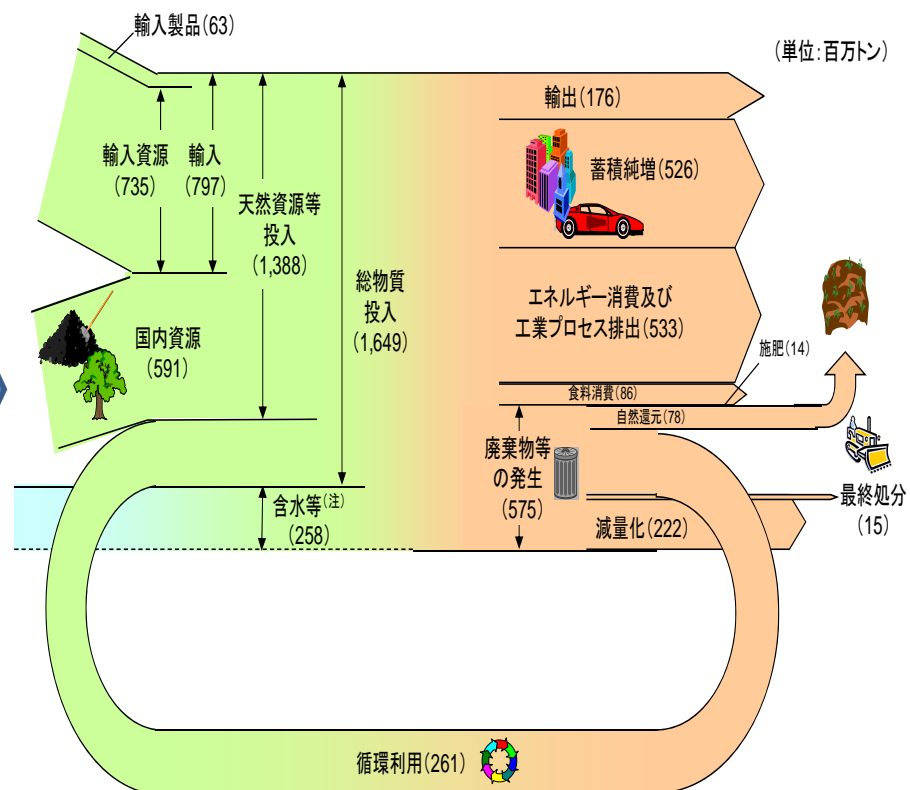 輸入製品(63)
(単位:百万トン)
輸出(176)
輸入資源
(735)
輸入
(797)
蓄積純増(526)
天然資源等
投入
(1,388)
総物質
投入
(1,649)
エネルギー消費及び
工業プロセス排出(533)
国内資源
(591)
施肥(14)
食料消費(86)
自然還元(78)
廃棄物等
の発生
(575)
含水等(注)
(258)
最終処分
(15)
減量化(222)
循環利用(261)